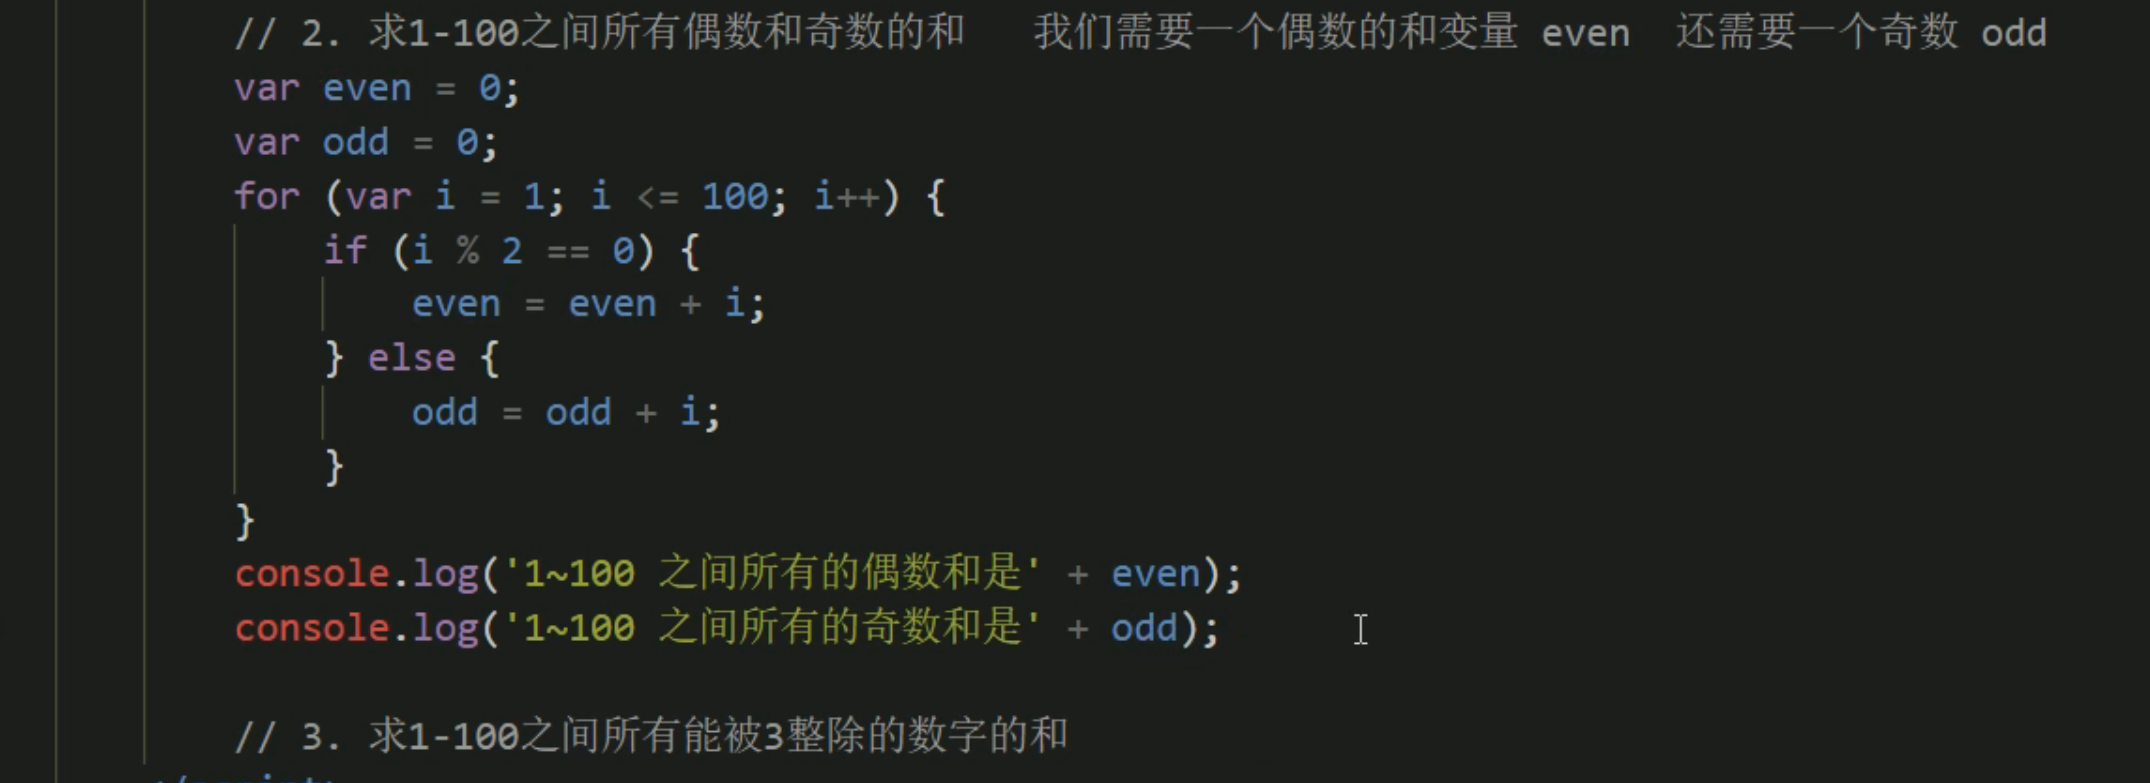 // 2. 求1-100之间所有偶数和奇数的和   我们需要一个偶数的和变量 even  还需要一个奇数 odd
var even = 0;
var odd = 0;
for (var i = 1; i <= 100; i++) {
    if (i % 2 == 0) {
        even = even + i;
    } else {
        odd = odd + i;
    }
}
console.log('1~100 之间所有的偶数和是' + even);
console.log('1~100 之间所有的奇数和是' + odd);
// 3. 求1-100之间所有能被3整除的数字的和